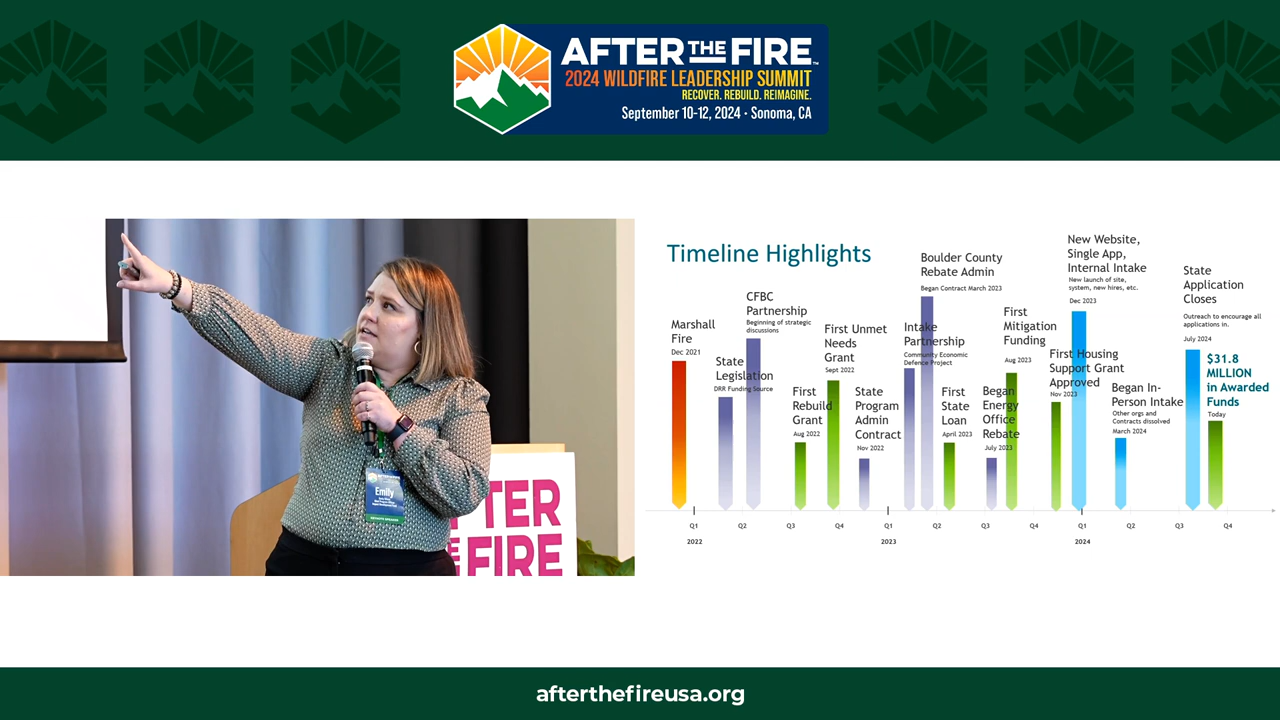 AFTER THE FIRE™
2024 WILDFIRE LEADERSHIP SUMMIT
RECOVER. REBUILD. REIMAGINE.
September 10-12, 2024 · Sonoma, CA
Emily
AFTER
THE
FIRE
Timeline Highlights
Marshall
Fire
Dec 2021
State
Legislation
DRR Funding Source
CFBC
Partnership
Beginning of strategic
discussions
First
Rebuild
Grant
Aug 2022
First Unmet
Needs
Grant
Sept 2022
State
Program
Admin
Contract
Nov 2022
Intake
Partnership
Community Economic
Defence Project
Boulder County
Rebate Admin
Began Contract March 2023
First
State
Loan
April 2023
Began
Energy
Office
Rebate
July 2023
First
Mitigation
Funding
Aug 2023
First Housing
Support Grant
Approved
Nov 2023
New Website,
Single App,
Internal Intake
New launch of site,
system, new hires, etc.
Dec 2023
Began In-
Person Intake
Other orgs and
Contracts dissolved
March 2024
State
Application
Closes
Outreach to encourage all
applications in.
July 2024
$31.8
MILLION
in Awarded
Funds
Today
Q1 Q2 Q3 Q4 Q1 Q2 Q3 Q4 Q1 Q2 Q3 Q4
2022 2023 2024
afterthefireusa.org